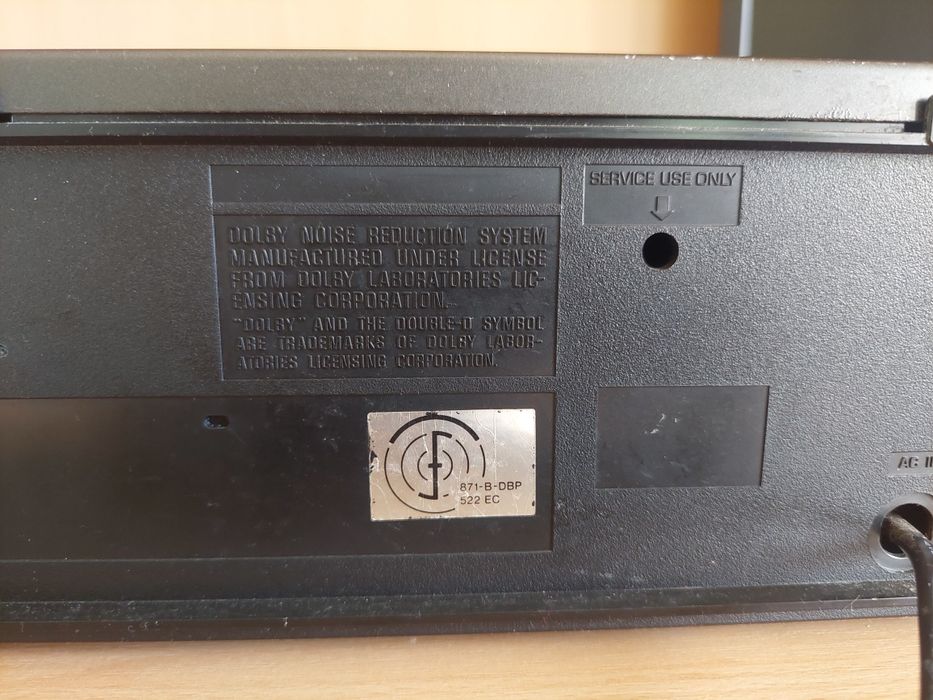 SERVICE USE ONLY
DOLBY NOISE REDUCTION SYSTEM
MANUFACTURED UNDER LICENSE
FROM DOLBY LABORATORIES LIC-
ENSING CORPORATION.
"DOLBY" AND THE DOUBLE-D SYMBOL
ARE TRADEMARKS OF DOLBY LABOR-
ATORIES LICENSING CORPORATION.
871-B-DBP
522 EC
AC